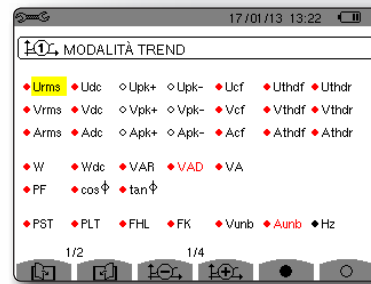 17/01/13 13:22
1 MODALITÀ TREND
Urms Udc Upk+ Upk- Ucf Uthdf Uthdr
Vrms Vdc Vpk+ Vpk- Vcf Vthdf Vthdr
Arms Adc Apk+ Apk- Acf Athdf Athdr
W Wdc VAR VAD VA
PF cosϕ tanϕ
PST PLT FHL FK Vunb Aunb Hz
1/2 1/4